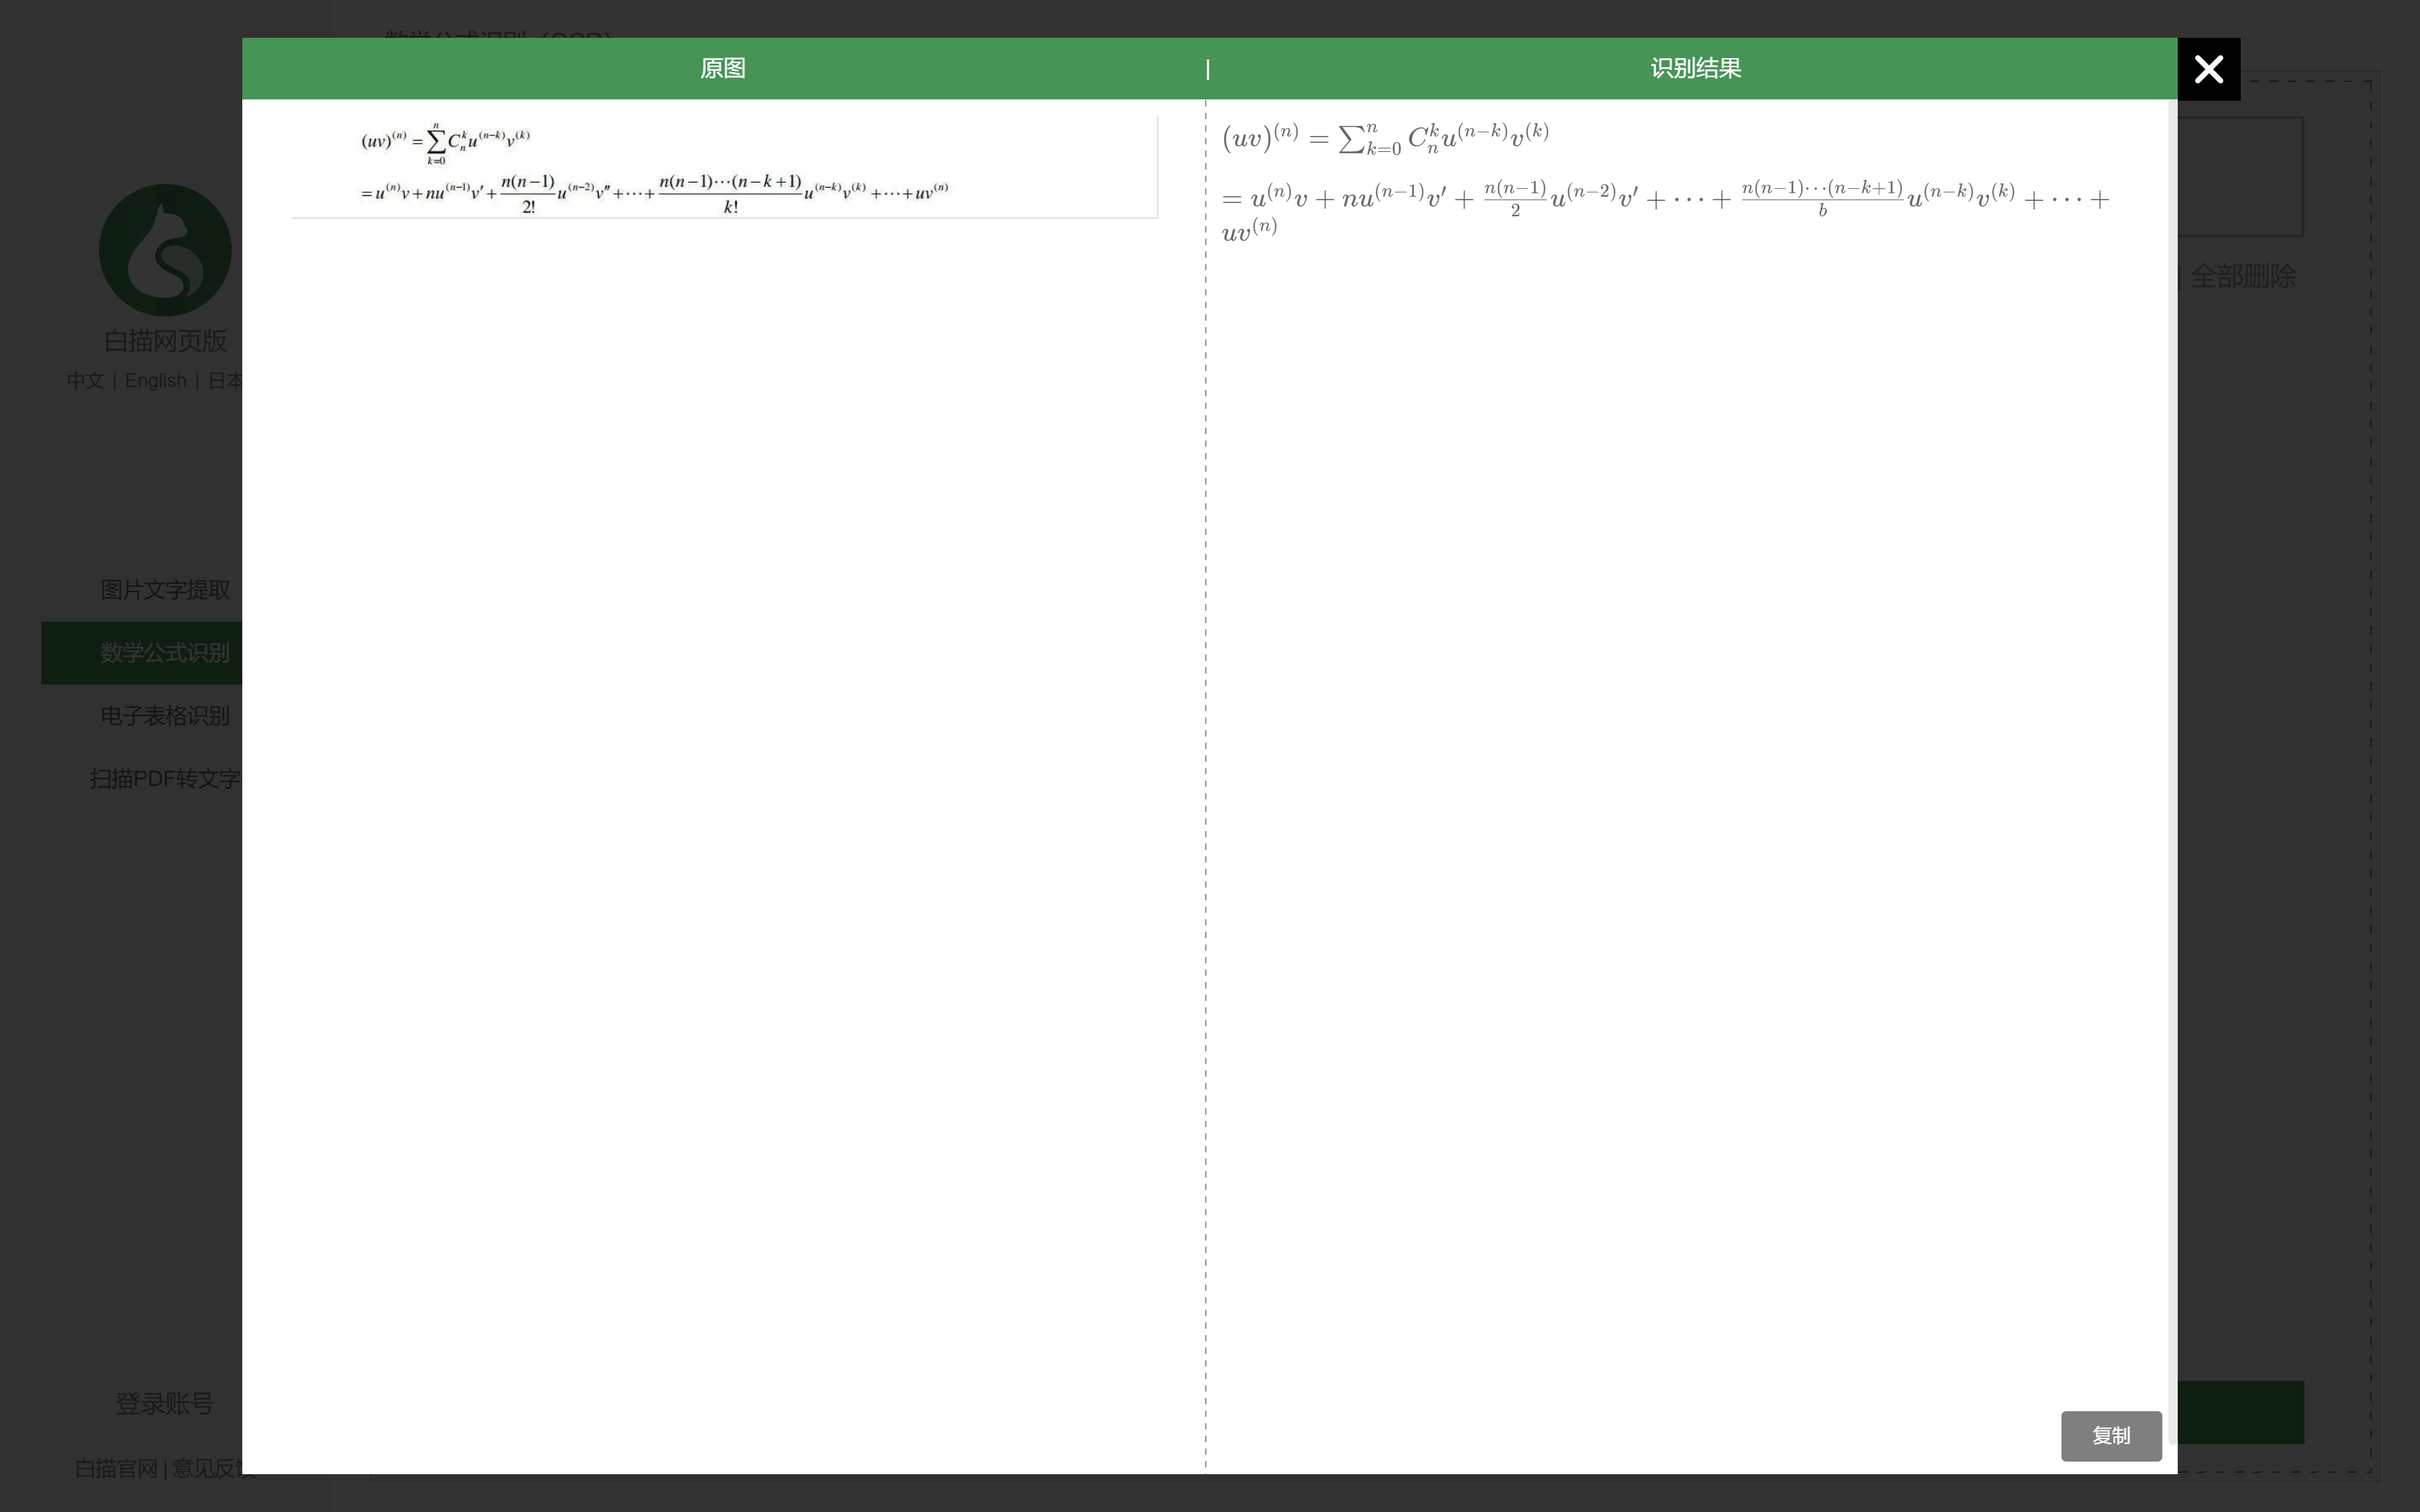 数学公式识别（OCR）
原图 | 识别结果
(uv)^{(n)} = \sum_{k=0}^{n} C_n^k u^{(n-k)} v^{(k)}
= u^{(n)}v + nu^{(n-1)}v' + \frac{n(n-1)}{2!}u^{(n-2)}v'' + \cdots + \frac{n(n-1)\cdots(n-k+1)}{k!}u^{(n-k)}v^{(k)} + \cdots + uv^{(n)}
(uv)^{(n)} = \sum_{k=0}^{n} C_n^k u^{(n-k)} v^{(k)}
= u^{(n)}v + nu^{(n-1)}v' + \frac{n(n-1)}{2}u^{(n-2)}v' + \cdots + \frac{n(n-1)\cdots(n-k+1)}{b}u^{(n-k)}v^{(k)} + \cdots +
uv^{(n)}
全部删除
白描网页版
中文 | English | 日本
图片文字提取
数学公式识别
电子表格识别
扫描PDF转文字
登录账号
白描官网 | 意见反馈
复制